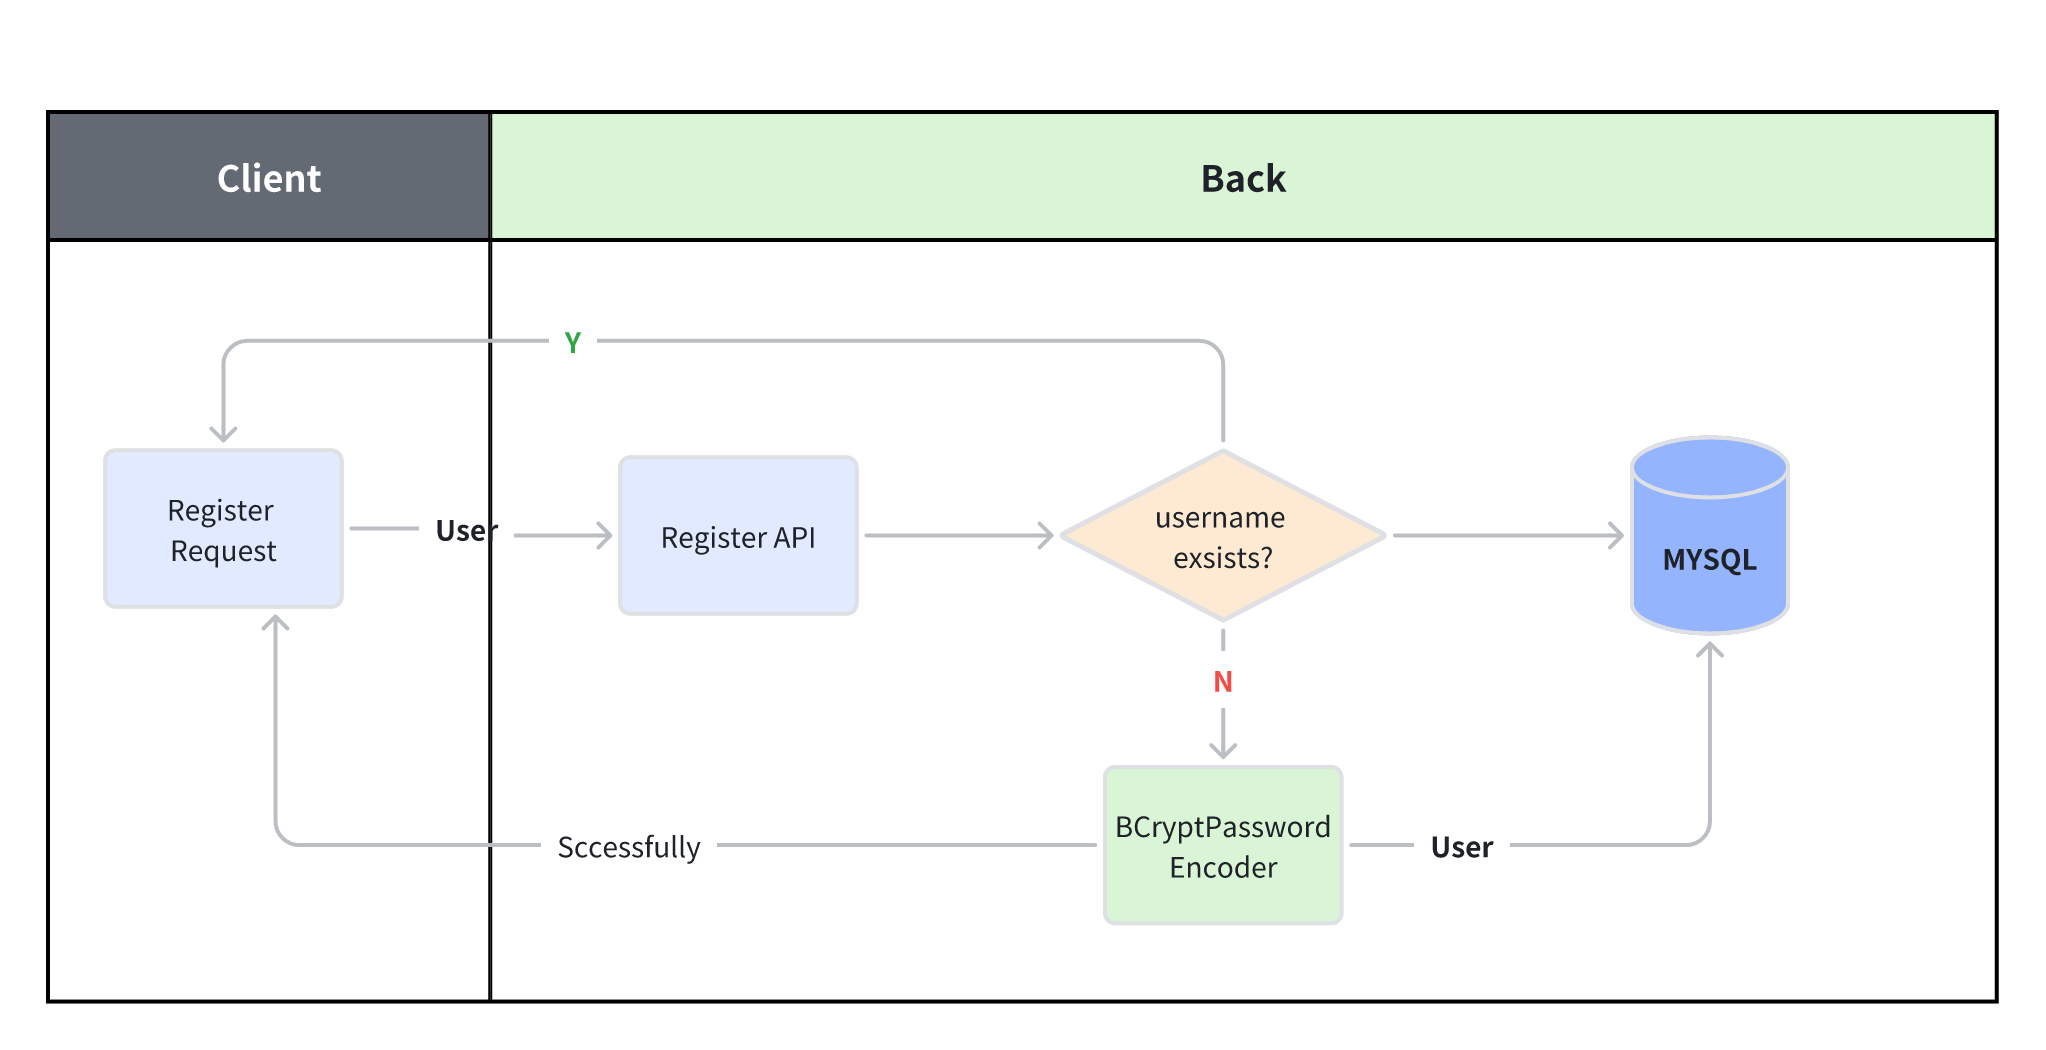 Client
Back
Y
Register
Request
User
Register API
username
exsists?
MYSQL
N
Sccessfully
BCryptPassword
Encoder
User